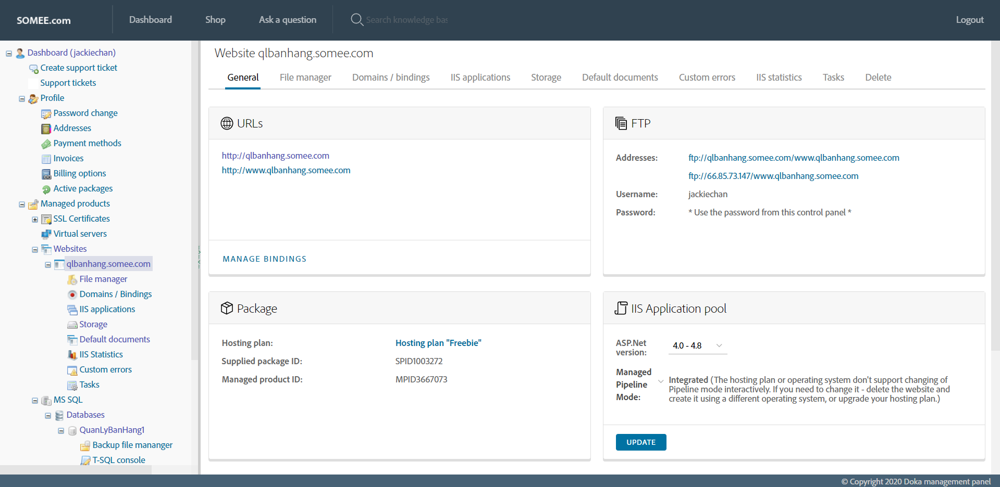 SOMEE.com
Dashboard
Shop
Ask a question
Search knowledge bas
Logout
Dashboard (jackiechan)
Create support ticket
Support tickets
Profile
Password change
Addresses
Payment methods
Invoices
Billing options
Active packages
Managed products
SSL Certificates
Virtual servers
Websites
qlbanhang.somee.com
File manager
Domains / Bindings
IIS applications
Storage
Default documents
IIS Statistics
Custom errors
Tasks
MS SQL
Databases
QuanLyBanHang1
Backup file mananger
T-SQL console
Website qlbanhang.somee.com
General
File manager
Domains / bindings
IIS applications
Storage
Default documents
Custom errors
IIS statistics
Tasks
Delete
URLs
http://qlbanhang.somee.com
http://www.qlbanhang.somee.com
MANAGE BINDINGS
FTP
Addresses: ftp://qlbanhang.somee.com/www.qlbanhang.somee.com
ftp://66.85.73.147/www.qlbanhang.somee.com
Username: jackiechan
Password: * Use the password from this control panel *
Package
Hosting plan: Hosting plan "Freebie"
Supplied package ID: SPID1003272
Managed product ID: MPID3667073
IIS Application pool
ASP.Net
version:
4.0 - 4.8
Managed
Pipeline
Mode:
Integrated (The hosting plan or operating system don't support changing of
Pipeline mode interactively. If you need to change it - delete the website and
create it using a different operating system, or upgrade your hosting plan.)
UPDATE
© Copyright 2020 Doka management panel